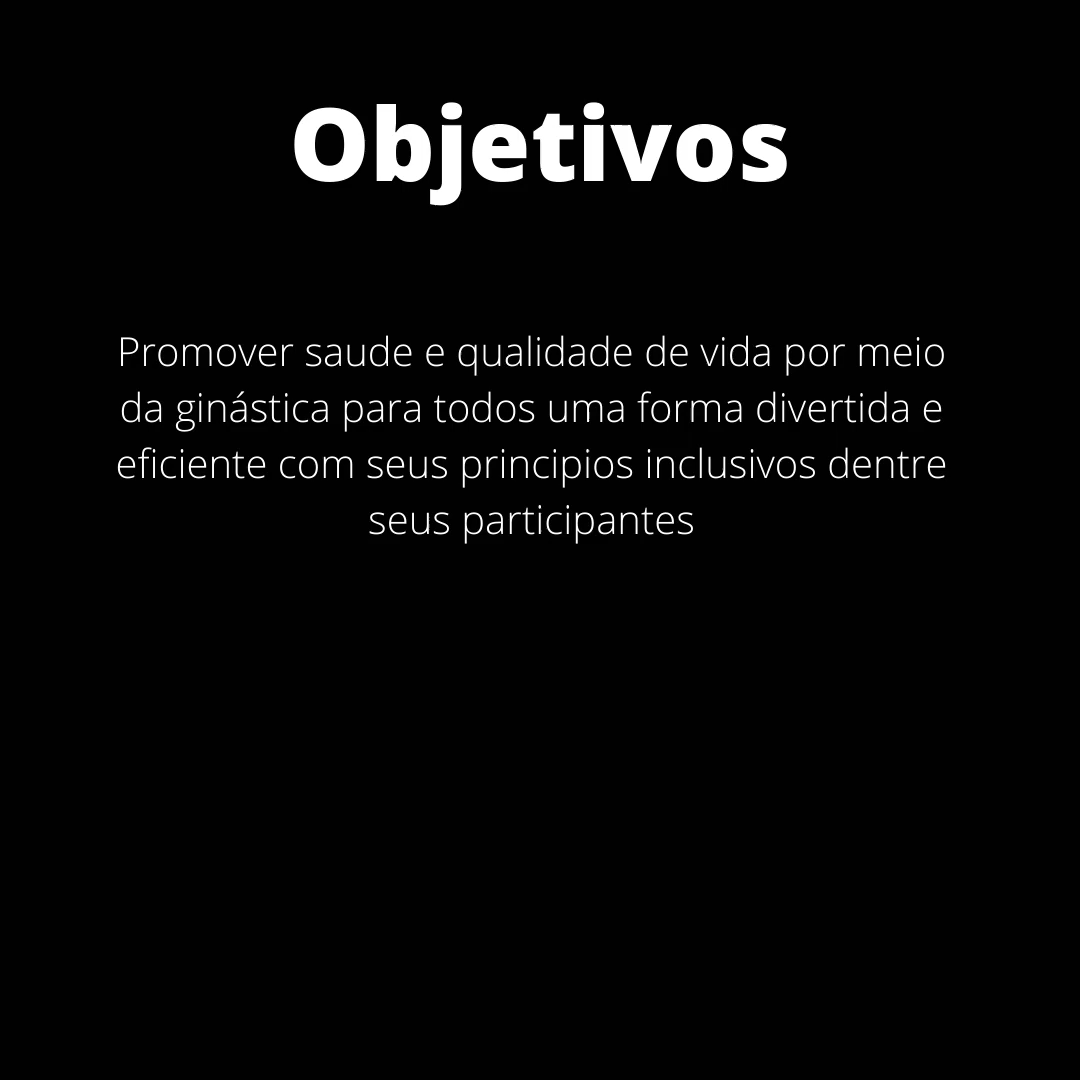 Objetivos
Promover saude e qualidade de vida por meio
da ginástica para todos uma forma divertida e
eficiente com seus principios inclusivos dentre
seus participantes